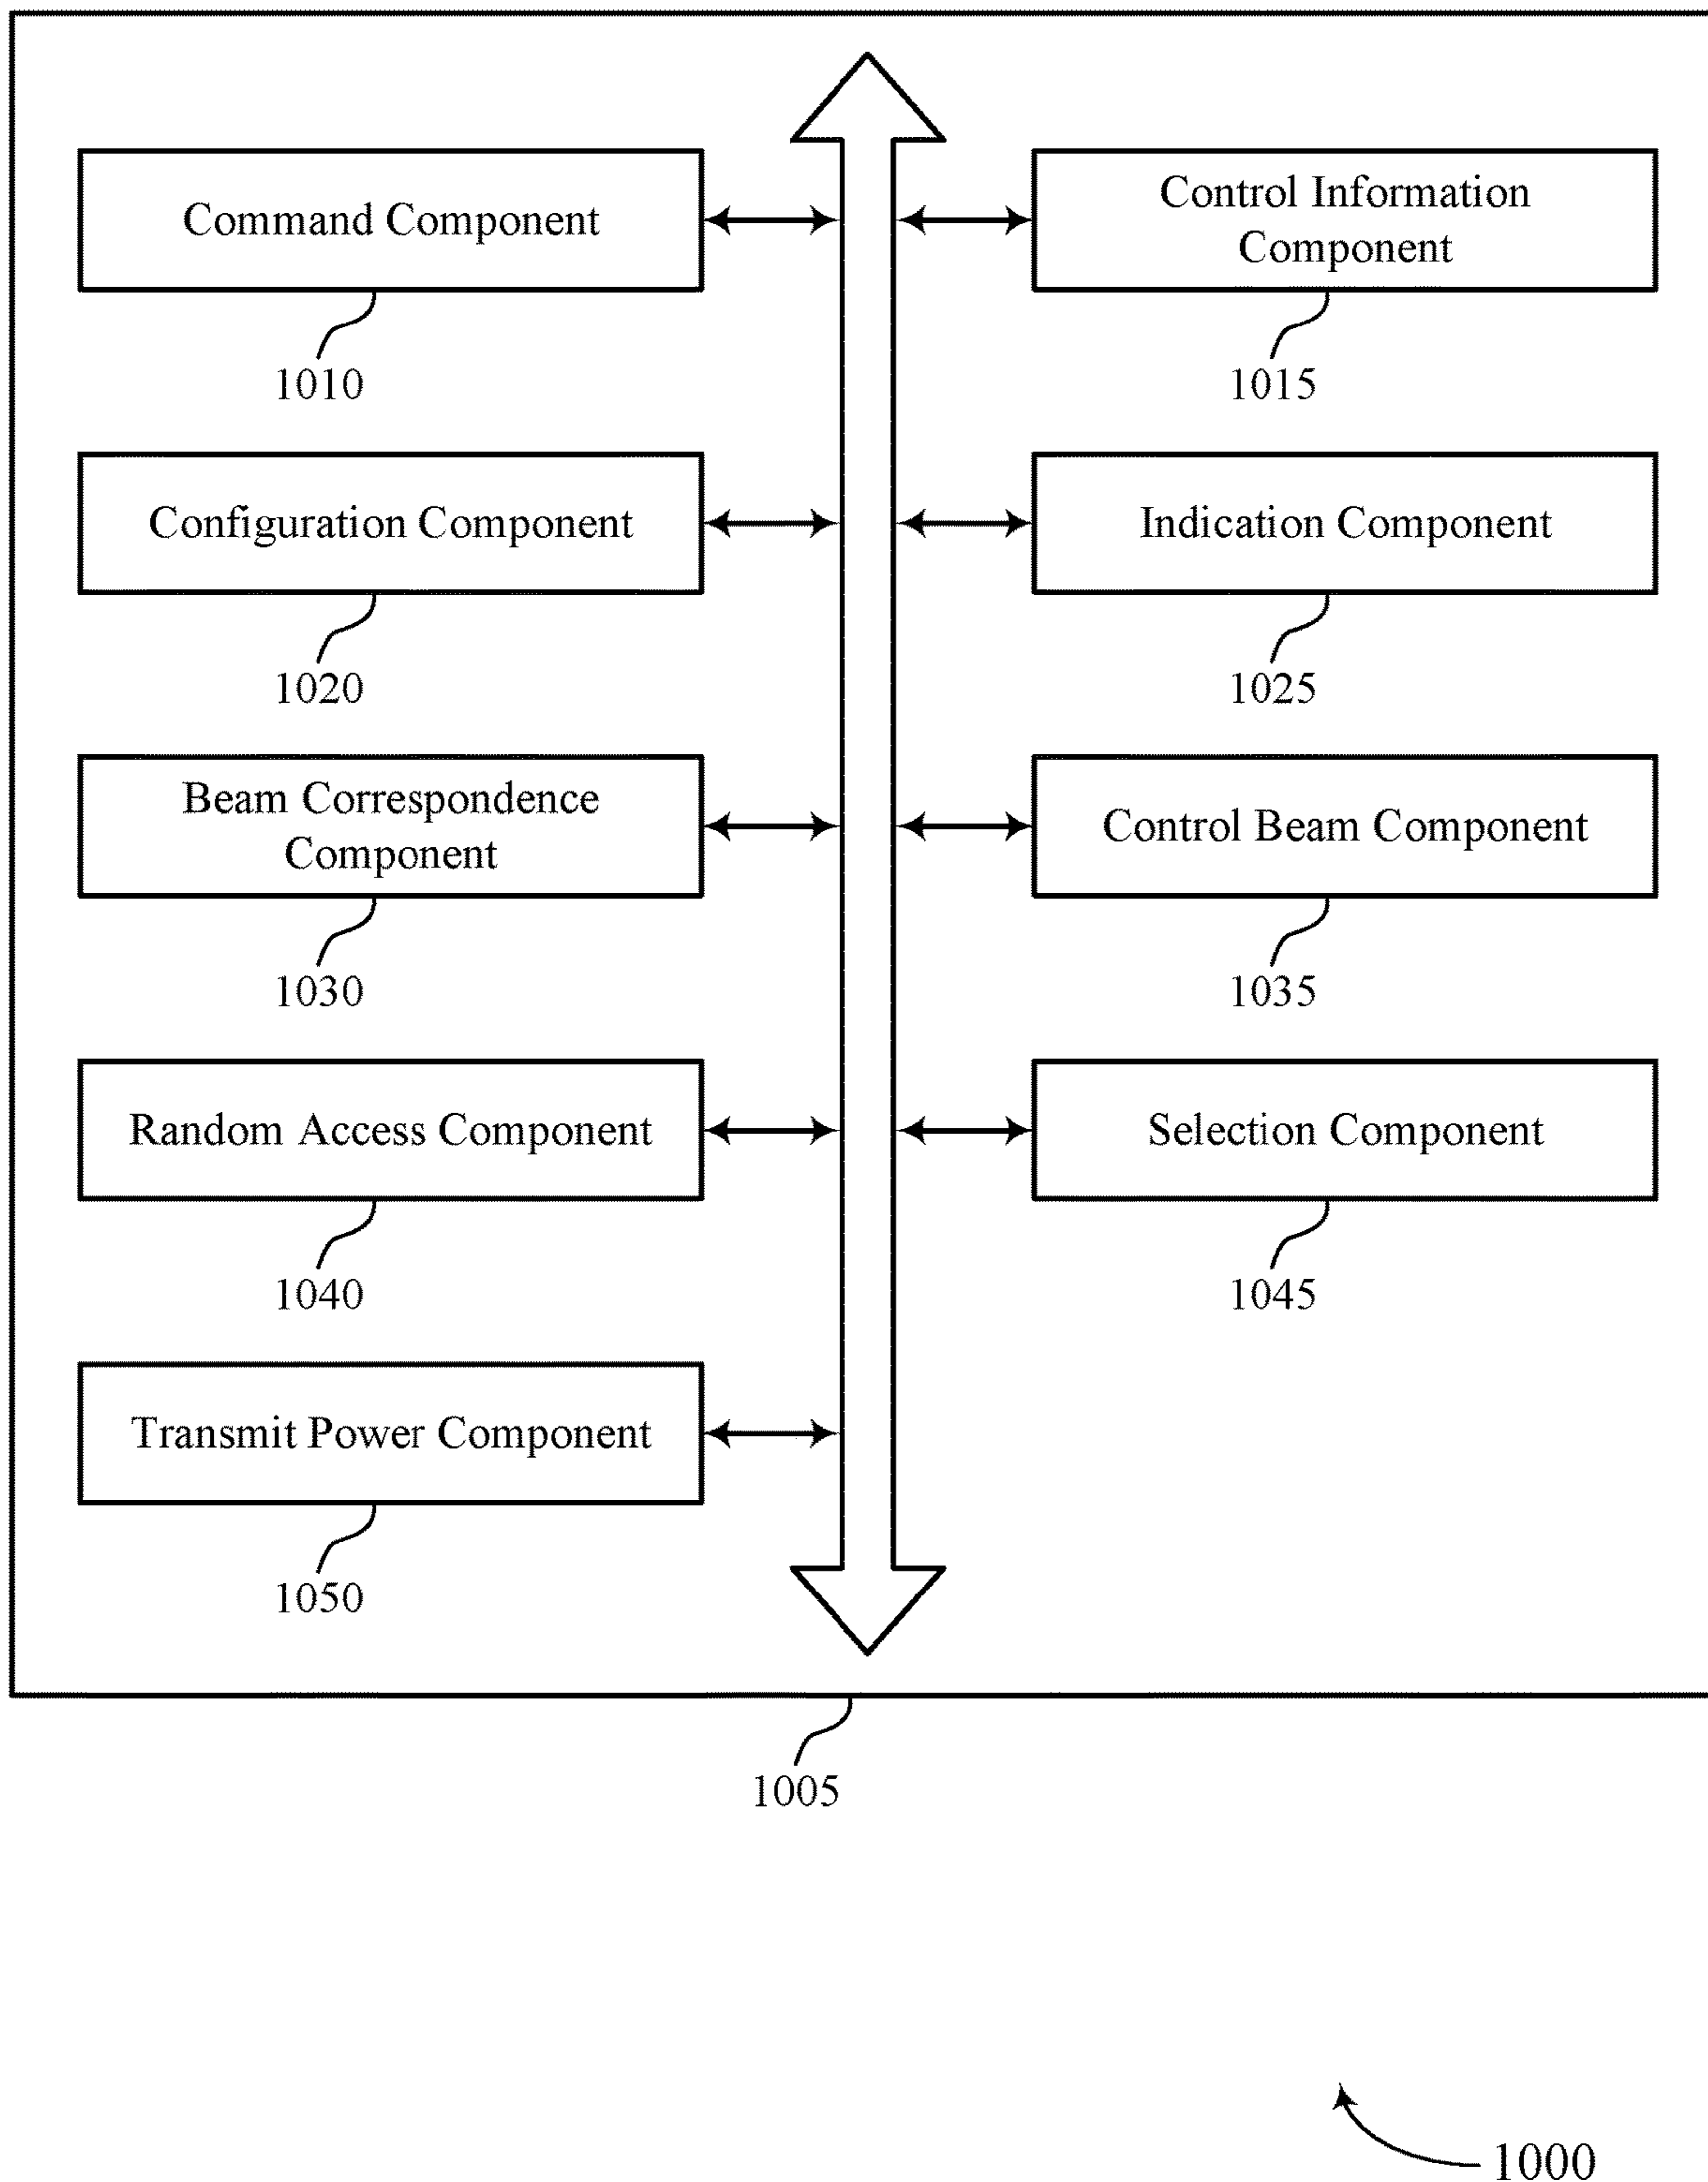 Command Component
1010
Control Information
Component
1015
Configuration Component
1020
Indication Component
1025
Beam Correspondence
Component
1030
Control Beam Component
1035
Random Access Component
1040
Selection Component
1045
Transmit Power Component
1050
1005
1000